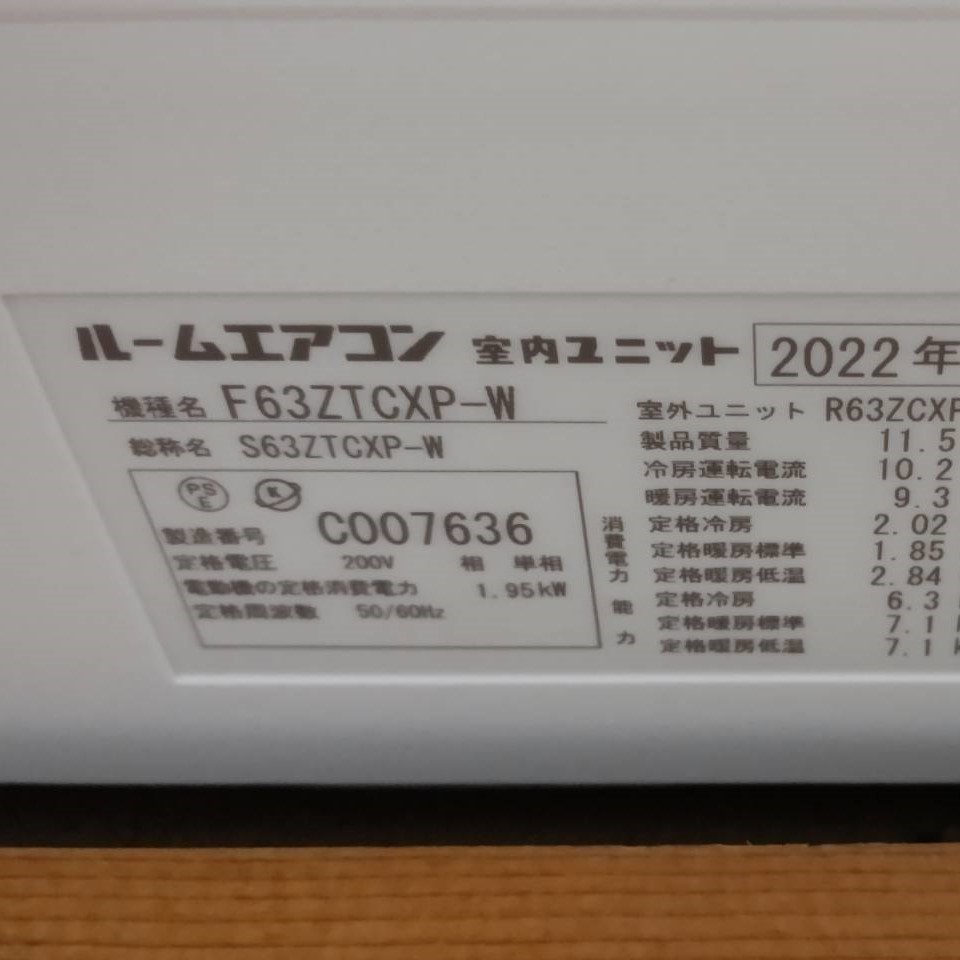 ルームエアコン 室内ユニット 2022年
機種名 F63ZTCXP-W
総称名 S63ZTCXP-W
PS
E
製造番号 C007636
定格電圧 200V 相 単相
電動機の定格消費電力 1.95kW
定格周波数 50/60Hz
室外ユニット R63ZCXP
製品質量 11.5
冷房運転電流 10.2
暖房運転電流 9.3
消費電力
定格冷房 2.02
定格暖房標準 1.85
定格暖房低温 2.84
能力
定格冷房 6.3
定格暖房標準 7.1
定格暖房低温 7.1